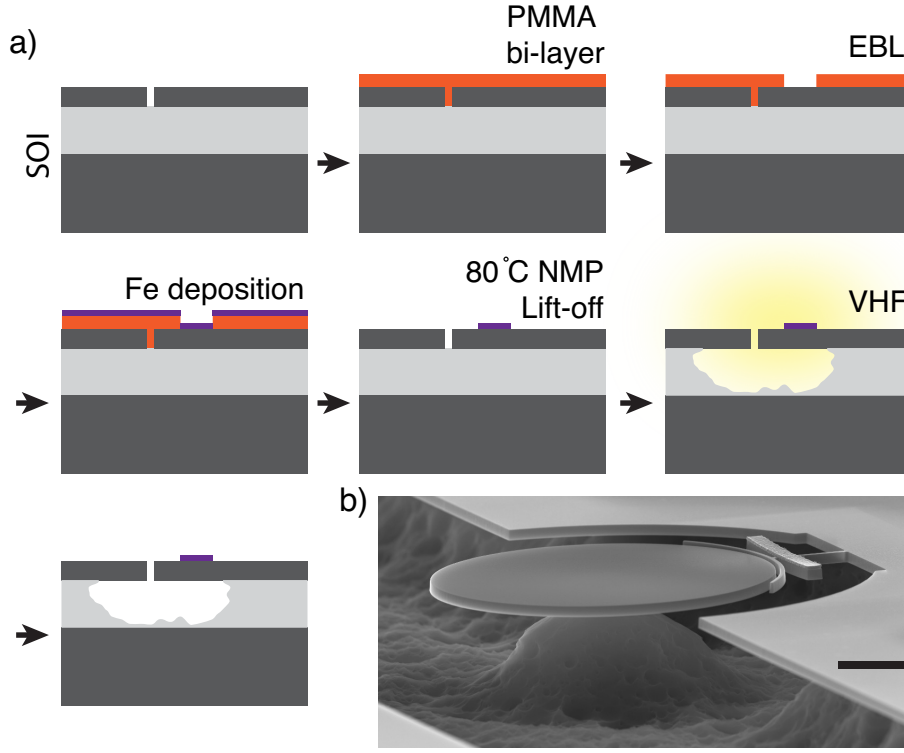 a)
SOI
PMMA
bi-layer
EBL
Fe deposition
80°C NMP
Lift-off
VHF
b)